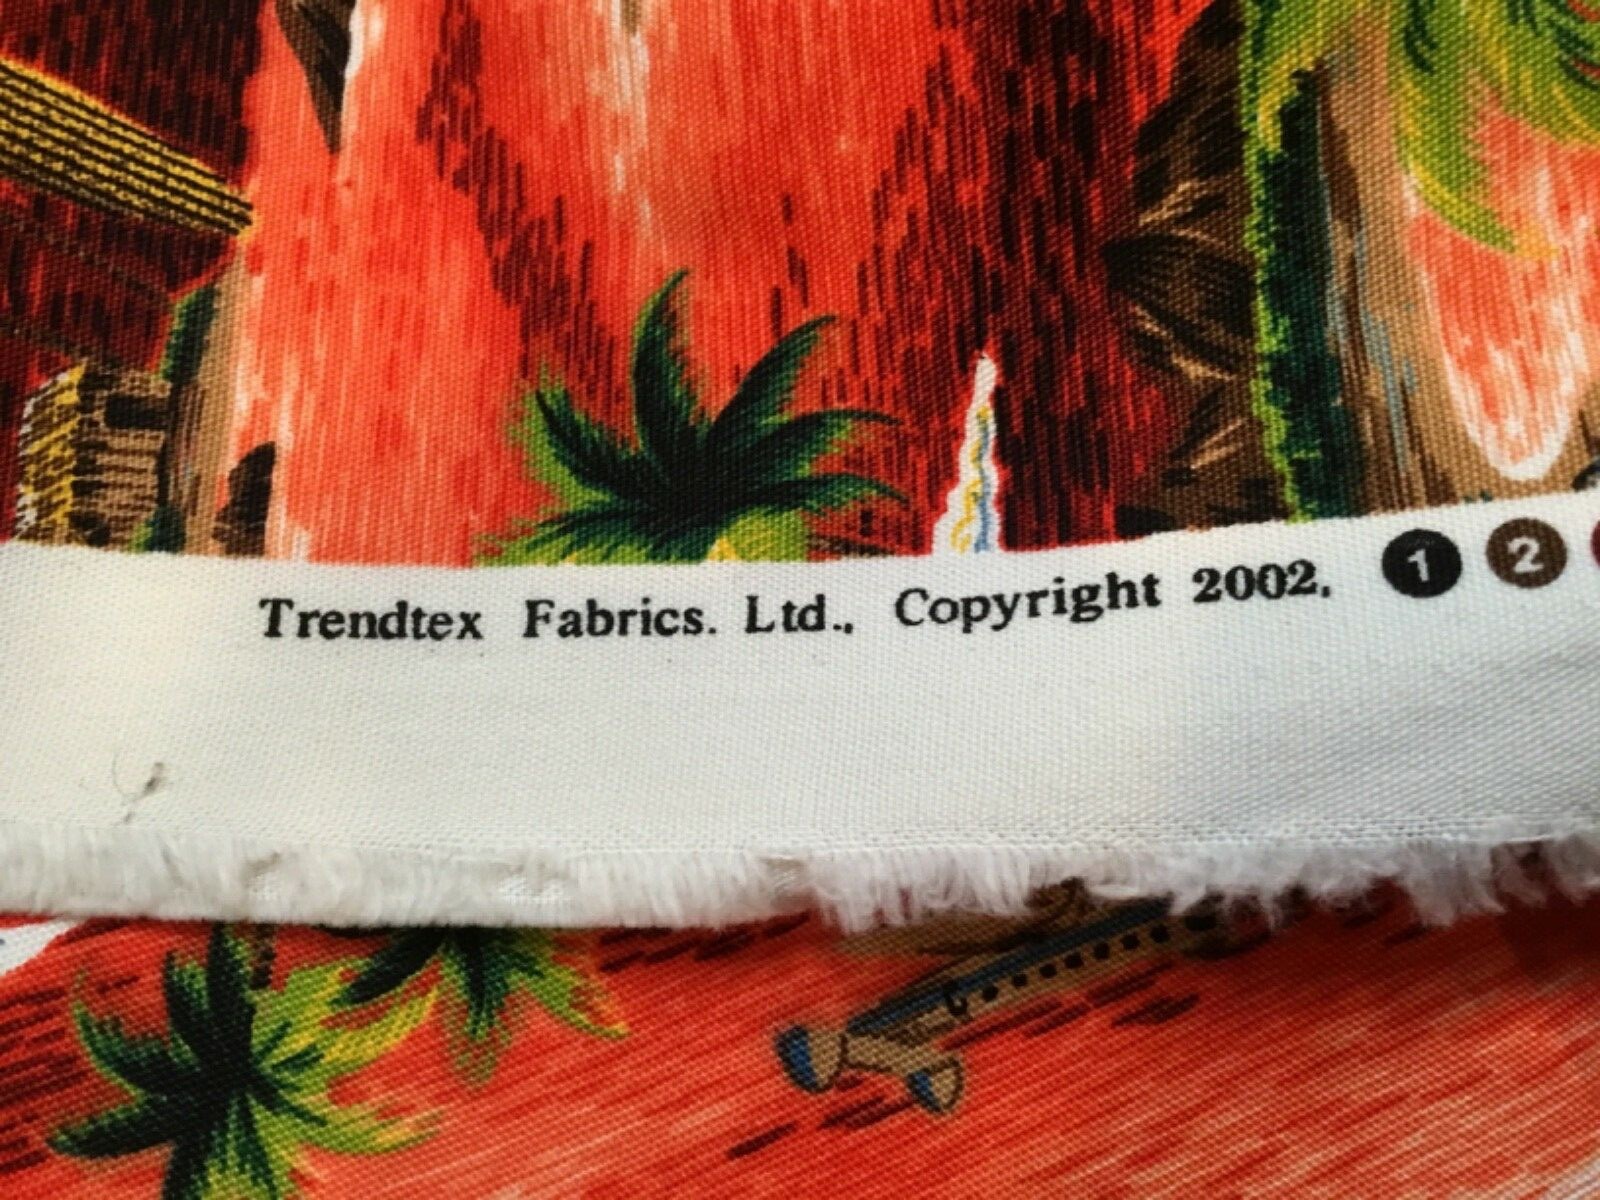 Trendtex Fabrics. Ltd., Copyright 2002. 1 2